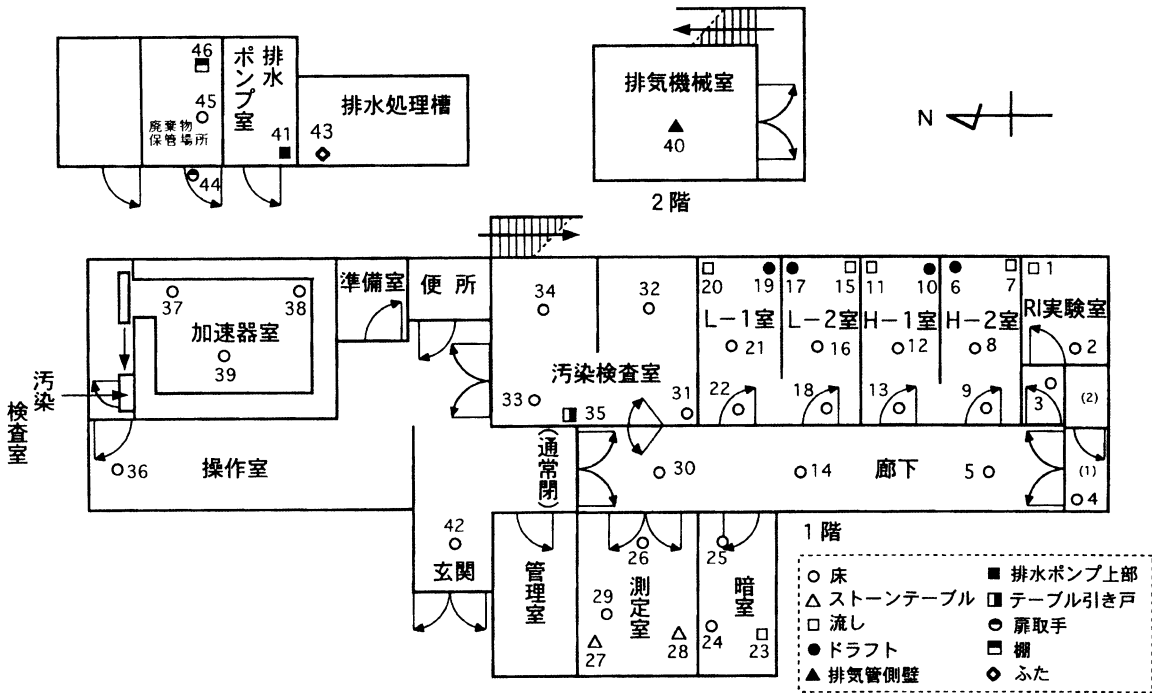 46
排水
ポンプ室
45
廃棄物
保管場所
41
43
排水処理槽
44
排気機械室
40
2階
N
準備室
便所
37
38
加速器室
39
汚染
検査室
36
操作室
34
32
汚染検査室
33
35
31
20
19
L−1室
21
22
17
15
L−2室
16
18
11
10
H−1室
12
13
6
7
H−2室
8
9
1
RI実験室
2
3
(2)
(1)
4
(通常閉)
30
14
廊下
5
1階
42
玄関
管理室
26
29
測定室
27
28
25
暗室
24
23
床
ストーンテーブル
流し
ドラフト
排気管側壁
排水ポンプ上部
テーブル引き戸
扉取手
棚
ふた